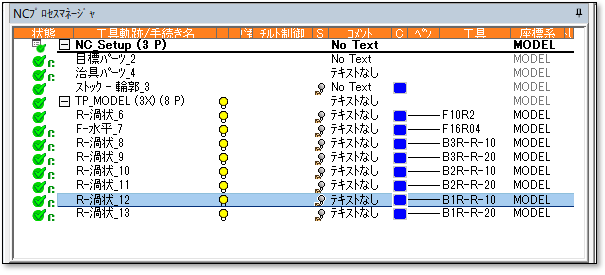 NCプロセスマネージャ
状態 工具軌跡/手続き名 チルト制御 S コメント C ペン 工具 座標系
NC_Setup (3 P) No Text MODEL
目標パーツ_2 No Text MODEL
治具パーツ_4 テキストなし MODEL
ストック - 輪郭_3 No Text MODEL
TP_MODEL (3X) (8 P) テキストなし MODEL
R-渦状_6 テキストなし F10R2 MODEL
F-水平_7 テキストなし F16R04 MODEL
R-渦状_8 テキストなし B3R-R-10 MODEL
R-渦状_9 テキストなし B3R-R-20 MODEL
R-渦状_10 テキストなし B2R-R-10 MODEL
R-渦状_11 テキストなし B2R-R-20 MODEL
R-渦状_12 テキストなし B1R-R-10 MODEL
R-渦状_13 テキストなし B1R-R-20 MODEL